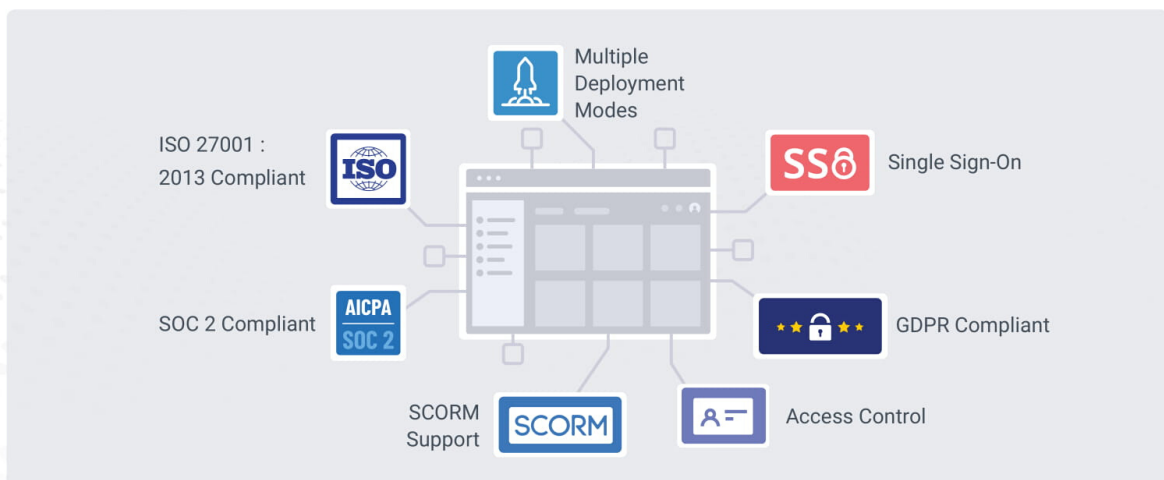 Multiple
Deployment
Modes
ISO 27001 :
2013 Compliant
ISO
SSO
Single Sign-On
SOC 2 Compliant
AICPA
SOC 2
GDPR Compliant
SCORM
Support
SCORM
Access Control